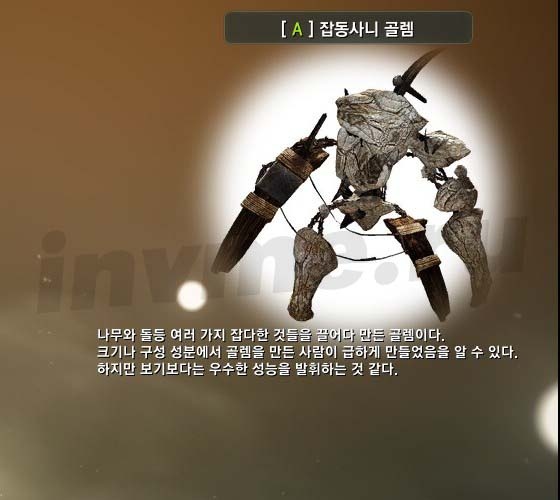 [ A ] 잡동사니 골렘
invme.ru
나무와 돌등 여러 가지 잡다한 것들을 끌어다 만든 골렘이다.
크기나 구성 성분에서 골렘을 만든 사람이 급하게 만들었음을 알 수 있다.
하지만 보기보다는 우수한 성능을 발휘하는 것 같다.